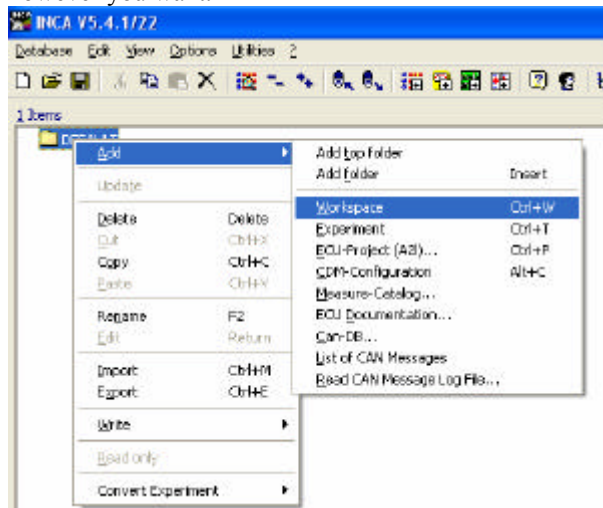 INCA V5.4.1/22
Database Edit View Options Utilities ?
1 Items
Add
Update
Delete Delete
Cut Ctrl+X
Copy Ctrl+C
Paste Ctrl+V
Rename F2
Edit Return
Import Ctrl+M
Export Ctrl+E
Write
Read only
Convert Experiment
Add top folder
Add folder Insert
Workspace Ctrl+W
Experiment Ctrl+T
ECU-Project (A2l)... Ctrl+P
CDM-Configuration Alt+C
Measure-Catalog...
ECU Documentation...
Can-DB...
List of CAN Messages
Read CAN Message Log File...